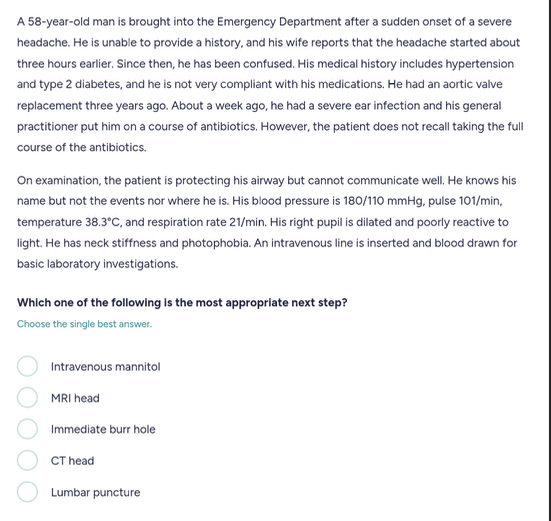 A 58-year-old man is brought into the Emergency Department after a sudden onset of a severe
headache. He is unable to provide a history, and his wife reports that the headache started about
three hours earlier. Since then, he has been confused. His medical history includes hypertension
and type 2 diabetes, and he is not very compliant with his medications. He had an aortic valve
replacement three years ago. About a week ago, he had a severe ear infection and his general
practitioner put him on a course of antibiotics. However, the patient does not recall taking the full
course of the antibiotics.
On examination, the patient is protecting his airway but cannot communicate well. He knows his
name but not the events nor where he is. His blood pressure is 180/110 mmHg, pulse 101/min,
temperature 38.3°C, and respiration rate 21/min. His right pupil is dilated and poorly reactive to
light. He has neck stiffness and photophobia. An intravenous line is inserted and blood drawn for
basic laboratory investigations.
Which one of the following is the most appropriate next step?
Choose the single best answer.
Intravenous mannitol
MRI head
Immediate burr hole
CT head
Lumbar puncture